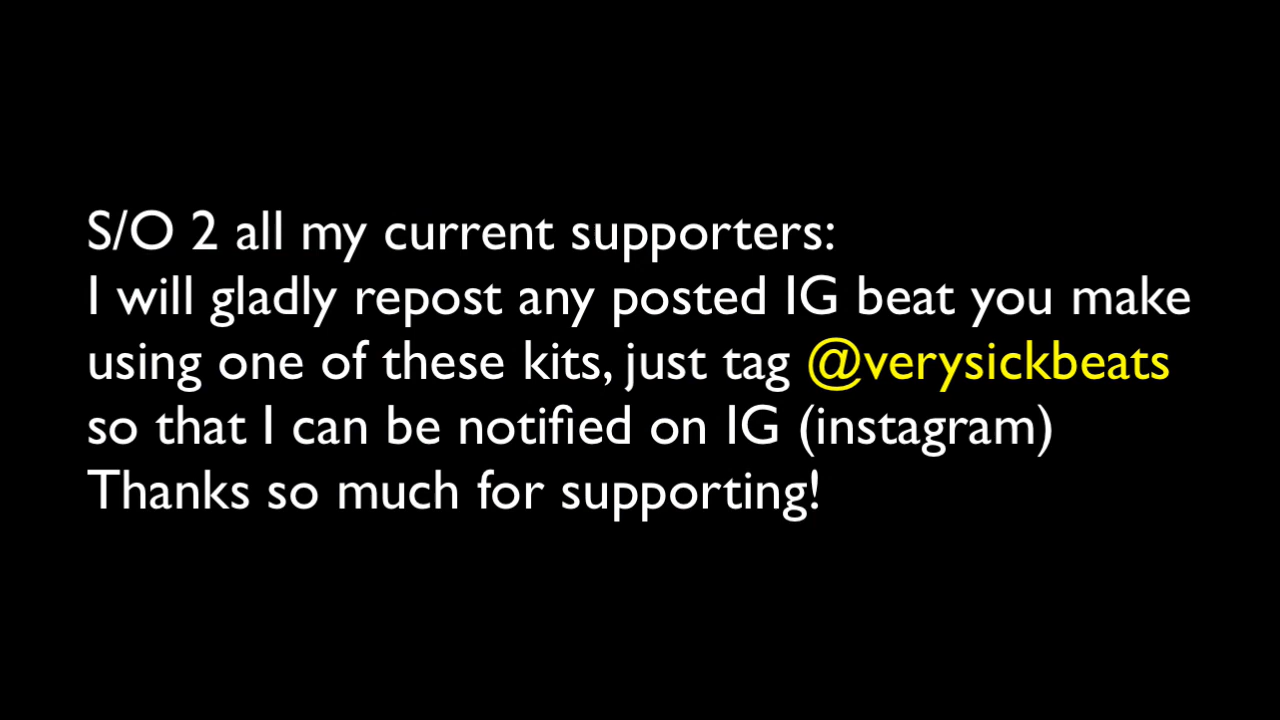 S/O 2 all my current supporters:
I will gladly repost any posted IG beat you make
using one of these kits, just tag @verysickbeats
so that I can be notified on IG (instagram)
Thanks so much for supporting!